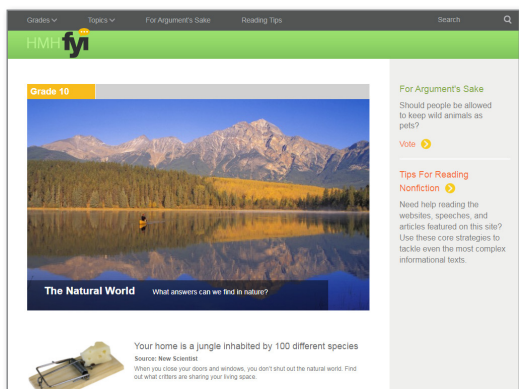 Grades Topics For Argument's Sake Reading Tips Search
HMH fyi
Grade 10
The Natural World What answers can we find in nature?
Your home is a jungle inhabited by 100 different species
Source: New Scientist
When you close your doors and windows, you don't shut out the natural world. Find
out what critters are sharing your living space.
For Argument's Sake
Should people be allowed
to keep wild animals as
pets?
Vote
Tips For Reading
Nonfiction
Need help reading the
websites, speeches, and
articles featured on this site?
Use these core strategies to
tackle even the most complex
informational texts.